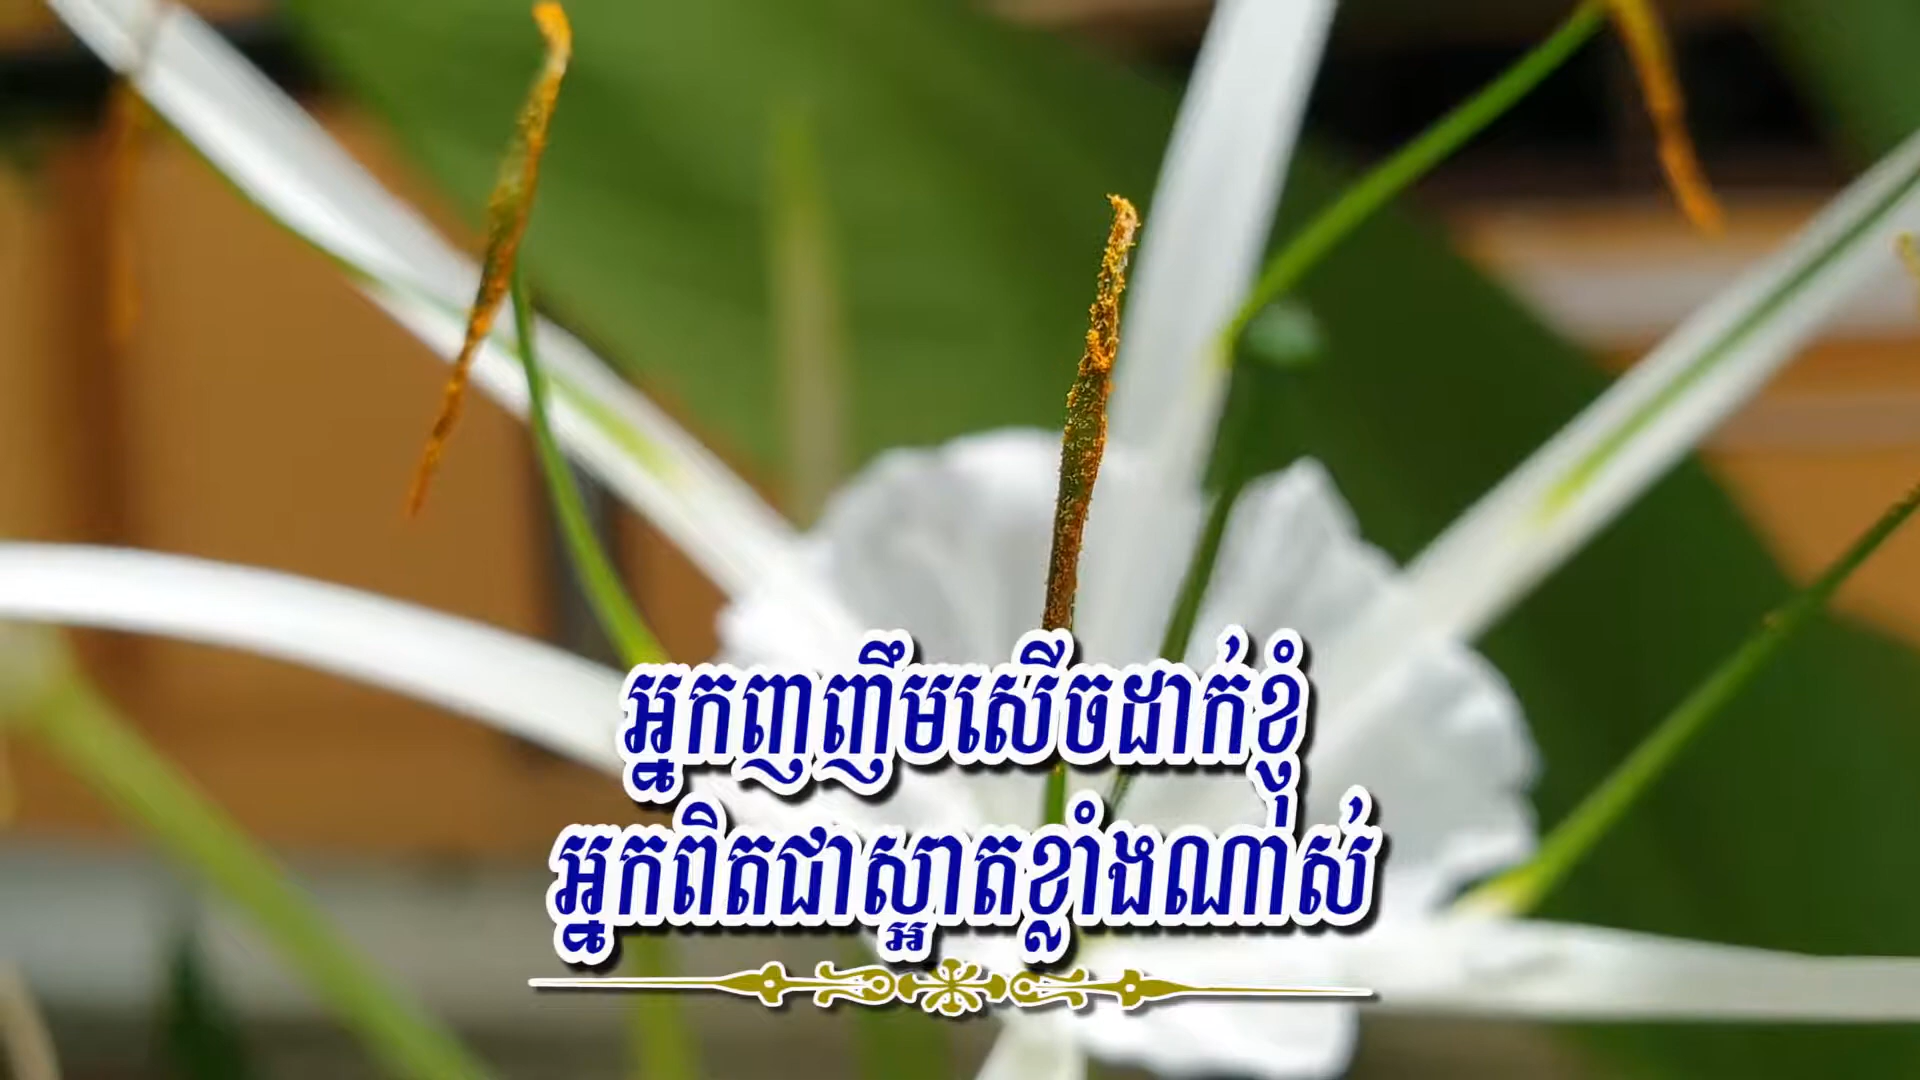 អ្នកញញឹមសើចដាក់ខ្ញុំ
អ្នកពិតជាស្អាតខ្លាំងណាស់